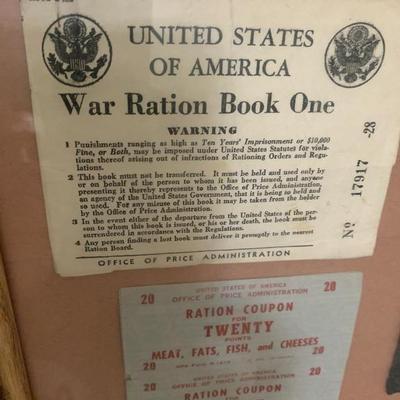 UNITED STATES
OF AMERICA
War Ration Book One
WARNING
1 Punishments ranging as high as Ten Years' Imprisonment or $10,000
Fine, or Both, may be imposed under United States Statutes for viola-
tions thereof arising out of infractions of Rationing Orders and Regu-
lations.
2 This book must not be transferred. It must be held and used only by
or on behalf of the person to whom it has been issued, and anyone
presenting it thereby represents to the Office of Price Administration,
an agency of the United States Government, that it is being so held and
so used. For any misuse of this book it may be taken from the holder
by the Office of Price Administration.
3 In the event either of the departure from the United States of the per-
son to whom this book is issued, or his or her death, the book must be
surrendered in accordance with the Regulations.
4 Any person finding a lost book must deliver it promptly to the nearest
Ration Board.
OFFICE OF PRICE ADMINISTRATION
No 17917 -28
UNITED STATES OF AMERICA
20 OFFICE OF PRICE ADMINISTRATION 20
RATION COUPON
FOR
TWENTY
POINTS
MEAT, FATS, FISH, and CHEESES
20 20
UNITED STATES OF AMERICA
20 OFFICE OF PRICE ADMINISTRATION 20
RATION COUPON
FOR